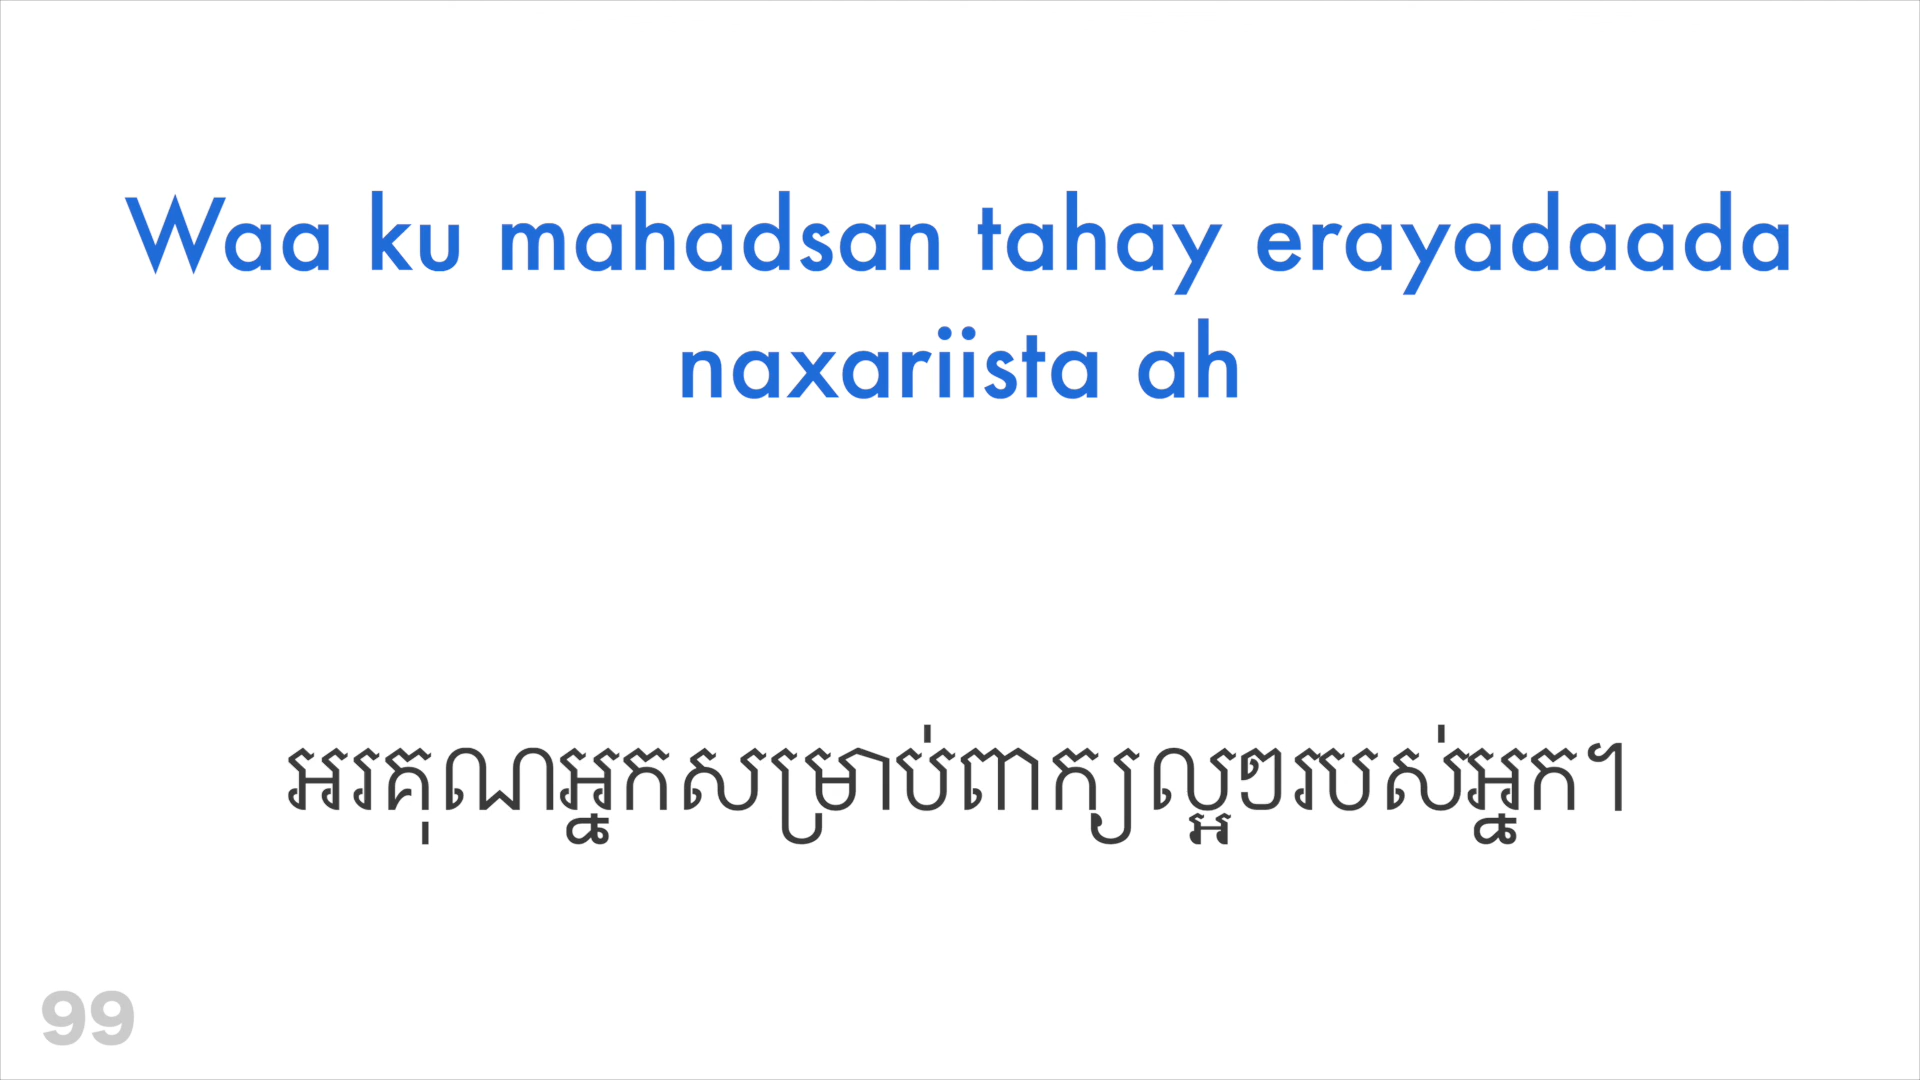 Waa ku mahadsan tahay erayadaada
naxariista ah
អរគុណអ្នកសម្រាប់ពាក្យល្អៗរបស់អ្នក។
99